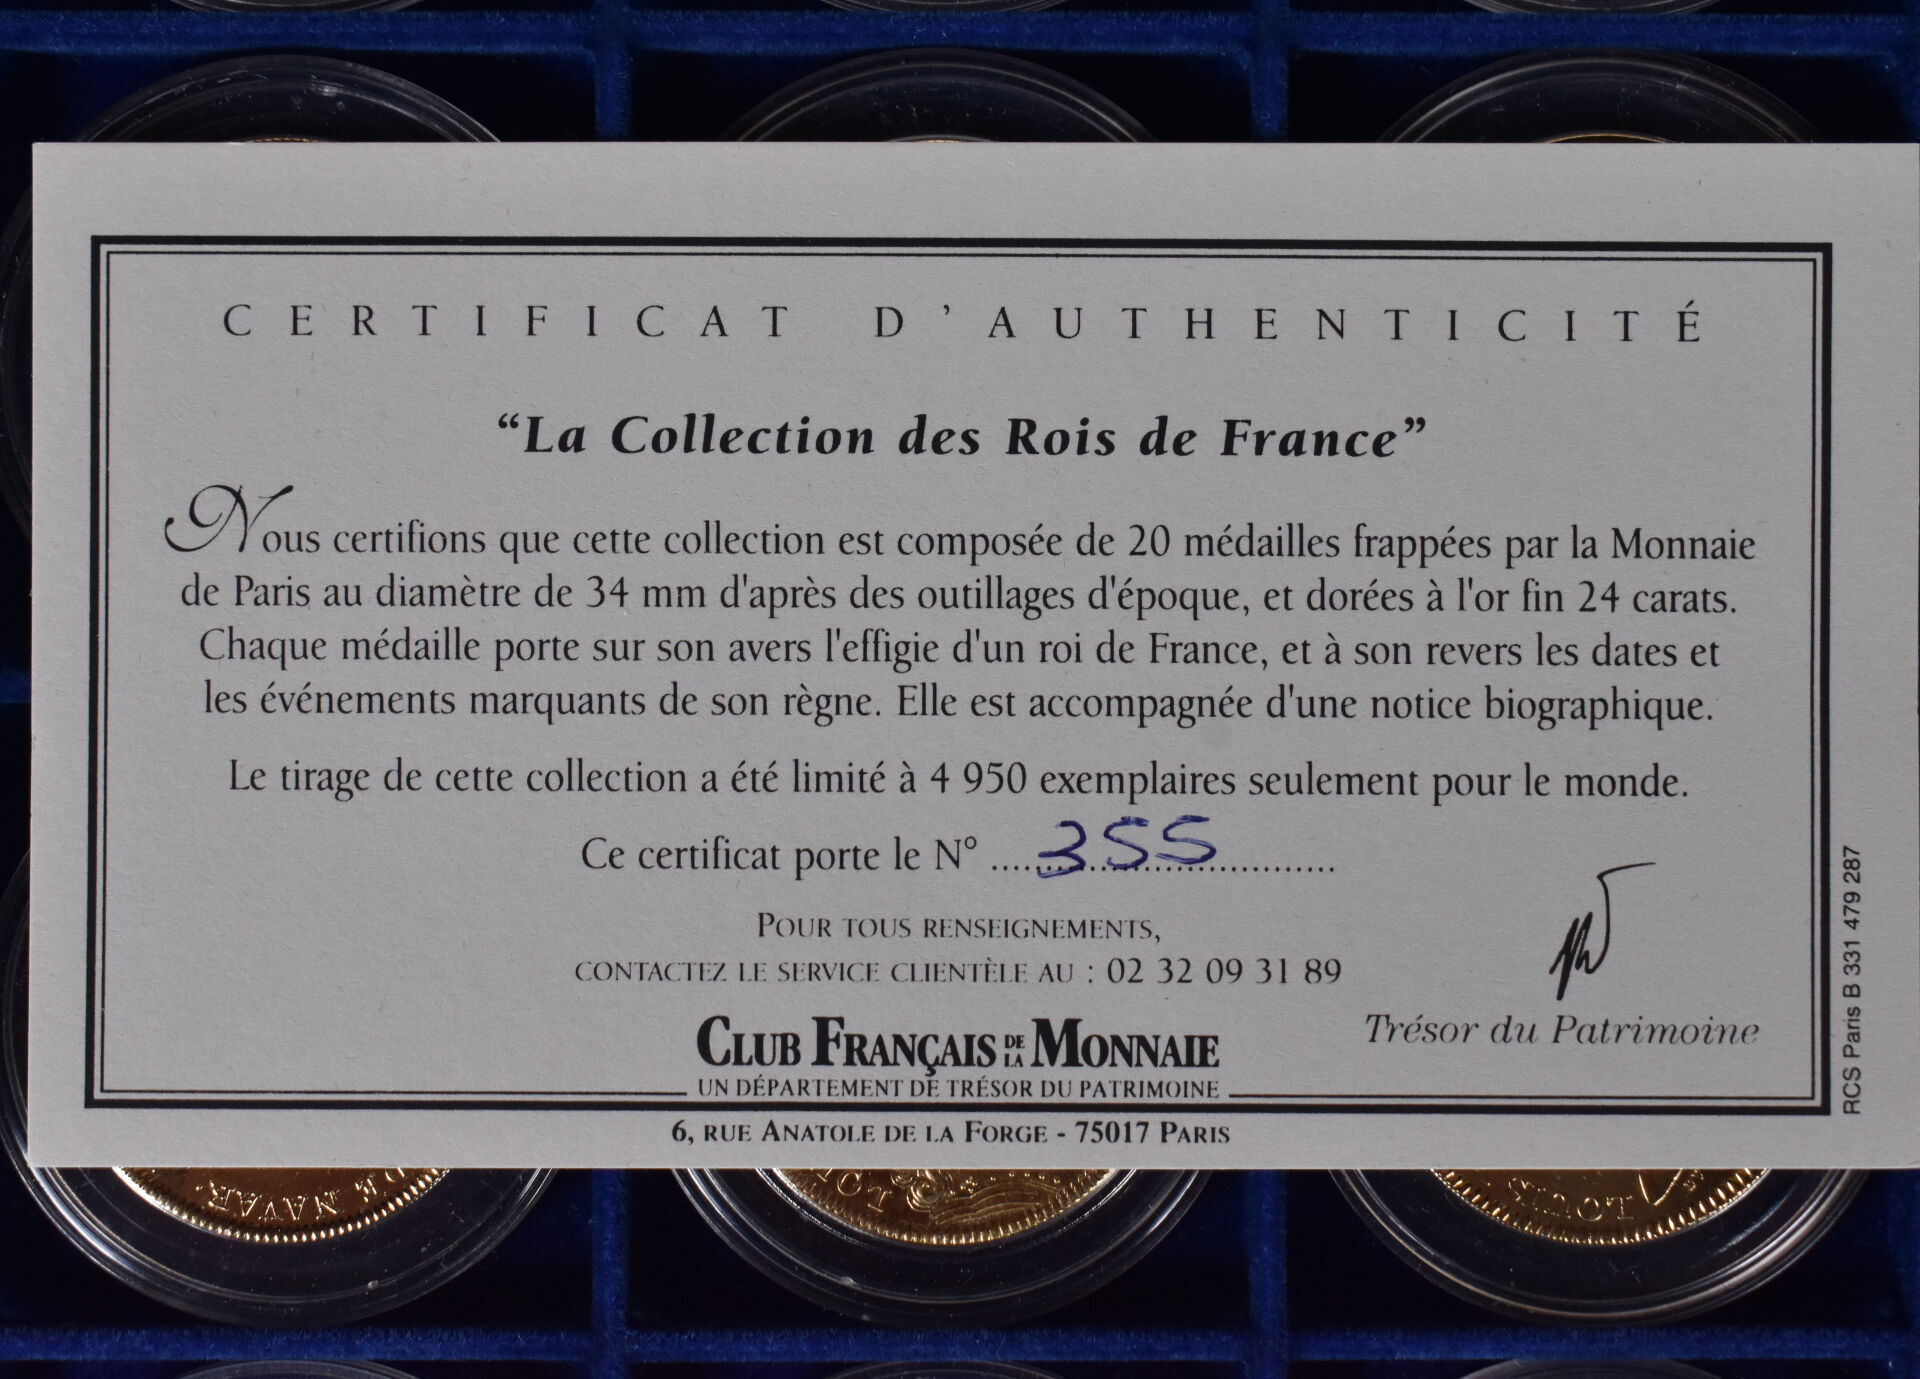 CERTIFICAT D'AUTHENTICITÉ
“La Collection des Rois de France”
Nous certifions que cette collection est composée de 20 médailles frappées par la Monnaie
de Paris au diamètre de 34 mm d'après des outillages d'époque, et dorées à l'or fin 24 carats.
Chaque médaille porte sur son avers l'effigie d'un roi de France, et à son revers les dates et
les événements marquants de son règne. Elle est accompagnée d'une notice biographique.
Le tirage de cette collection a été limité à 4 950 exemplaires seulement pour le monde.
Ce certificat porte le N° ..... 355 .....
POUR TOUS RENSEIGNEMENTS,
CONTACTEZ LE SERVICE CLIENTÈLE AU : 02 32 09 31 89
Trésor du Patrimoine
CLUB FRANÇAIS DE LA MONNAIE
UN DÉPARTEMENT DE TRÉSOR DU PATRIMOINE
6, RUE ANATOLE DE LA FORGE - 75017 PARIS
RCS Paris B 331 479 287
DE NAVAR.